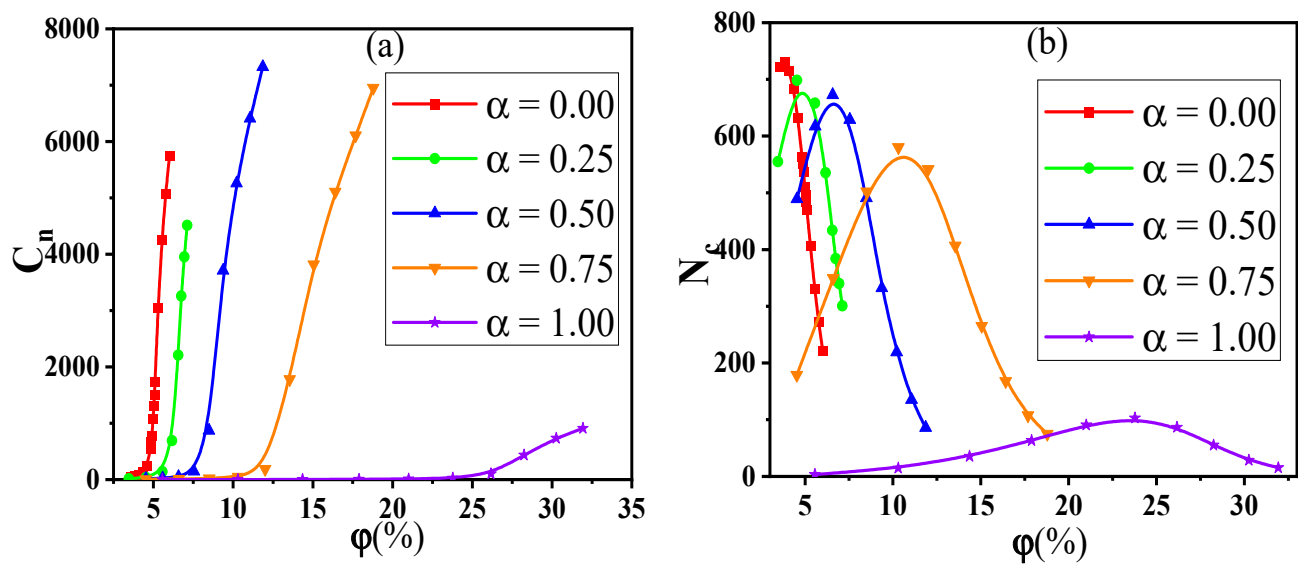 (a)
C_n
8000
6000
4000
2000
0
α = 0.00
α = 0.25
α = 0.50
α = 0.75
α = 1.00
5 10 15 20 25 30 35
φ(%)
(b)
N_c
800
600
400
200
0
α = 0.00
α = 0.25
α = 0.50
α = 0.75
α = 1.00
5 10 15 20 25 30
φ(%)